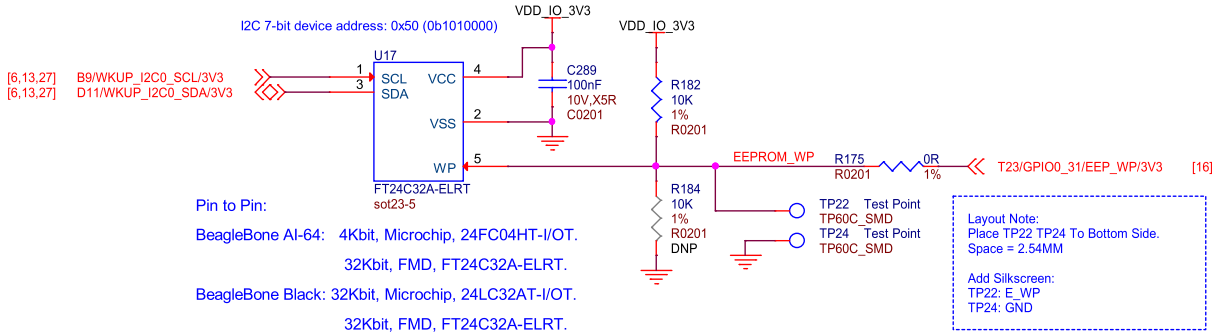 I2C 7-bit device address: 0x50 (0b1010000)
VDD_IO_3V3
VDD_IO_3V3
U17
[6,13,27] B9/WKUP_I2C0_SCL/3V3
[6,13,27] D11/WKUP_I2C0_SDA/3V3
1 SCL VCC 4
3 SDA
VSS 2
WP 5
FT24C32A-ELRT
sot23-5
C289
100nF
10V,X5R
C0201
R182
10K
1%
R0201
EEPROM_WP
R175 0R
R0201 1%
T23/GPIO0_31/EEP_WP/3V3 [16]
R184
10K
1%
R0201
DNP
TP22 Test Point
TP60C_SMD
TP24 Test Point
TP60C_SMD
Pin to Pin:
BeagleBone AI-64: 4Kbit, Microchip, 24FC04HT-I/OT.
32Kbit, FMD, FT24C32A-ELRT.
BeagleBone Black: 32Kbit, Microchip, 24LC32AT-I/OT.
32Kbit, FMD, FT24C32A-ELRT.
Layout Note:
Place TP22 TP24 To Bottom Side.
Space = 2.54MM
Add Silkscreen:
TP22: E_WP
TP24: GND